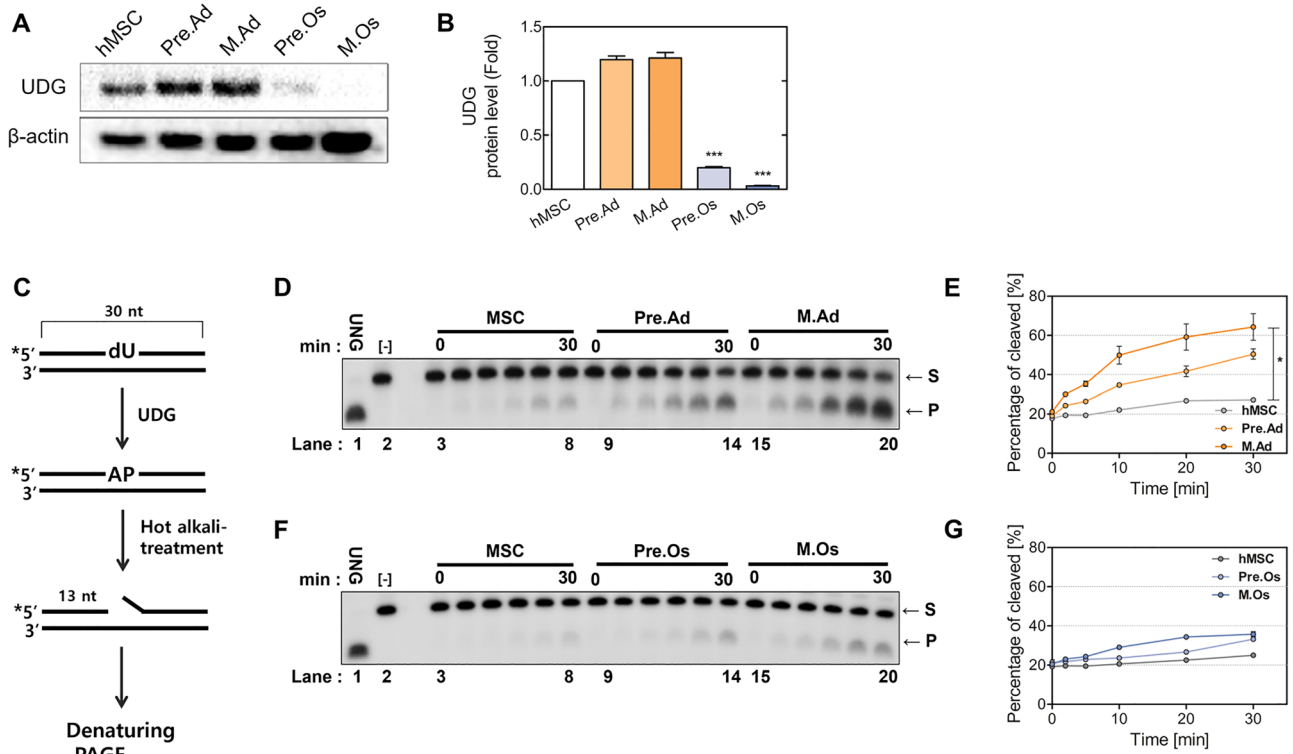 A
hMSC
Pre.Ad
M.Ad
Pre.Os
M.Os
UDG
β-actin
B
UDG
protein level (Fold)
1.5
1.0
0.5
0.0
***
***
hMSC
Pre.Ad
M.Ad
Pre.Os
M.Os
C
30 nt
*5′ dU
3′
UDG
*5′ AP
3′
Hot alkali-
treatment
13 nt
*5′
3′
Denaturing
PAGE
D
UNG
[-]
MSC
Pre.Ad
M.Ad
min : 0 30 0 30 0 30
← S
← P
Lane : 1 2 3 8 9 14 15 20
E
Percentage of cleaved [%]
80
60
40
20
0
*
hMSC
Pre.Ad
M.Ad
0 10 20 30
Time [min]
F
UNG
[-]
MSC
Pre.Os
M.Os
min : 0 30 0 30 0 30
← S
← P
Lane : 1 2 3 8 9 14 15 20
G
Percentage of cleaved [%]
80
60
40
20
0
hMSC
Pre.Os
M.Os
0 10 20 30
Time [min]